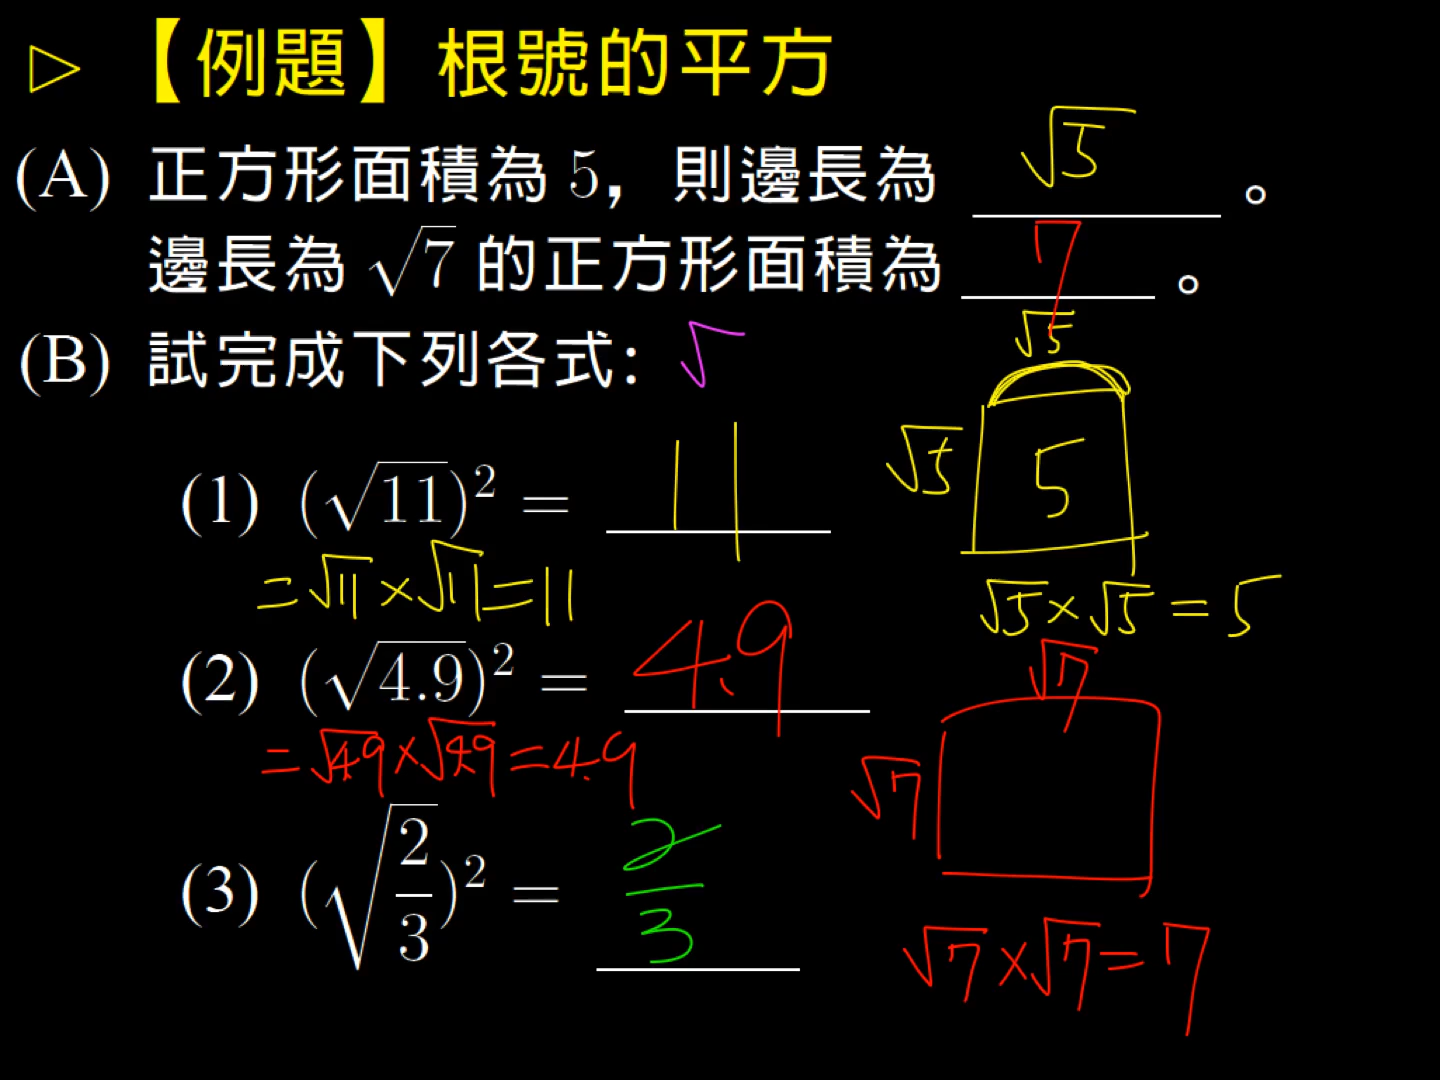 ▷ 【例題】根號的平方
(A) 正方形面積為 5，則邊長為 √5 。
邊長為 √7 的正方形面積為 7 。
(B) 試完成下列各式： √
√5
√5
5
(1) (√11)² = 11
= √11 × √11 = 11
√5 × √5 = 5
(2) (√4.9)² = 4.9
= √4.9 × √4.9 = 4.9
√7
√7
(3) (√(2/3))² = 2/3
√7 × √7 = 7